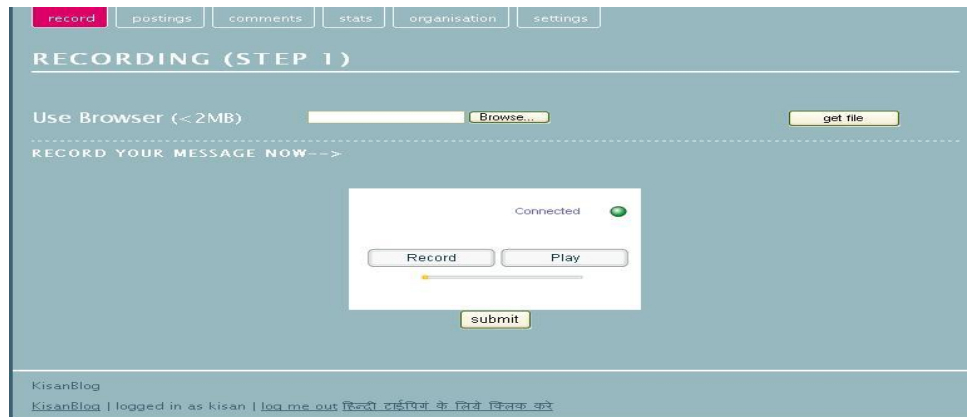 record postings comments stats organisation settings
RECORDING (STEP 1)
Use Browser (<2MB) Browse... get file
RECORD YOUR MESSAGE NOW-->
Connected
Record Play
submit
KisanBlog
KisanBlog | logged in as kisan | log me out हिन्दी टाईपिगं के लिये क्लिक करे